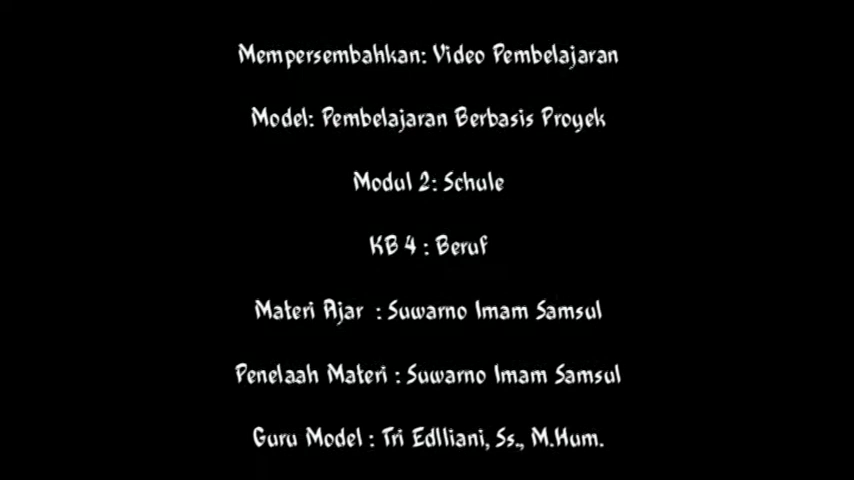 Mempersembahkan: Video Pembelajaran
Model: Pembelajaran Berbasis Proyek
Modul 2: Schule
KB 4 : Beruf
Materi Ajar : Suwarno Imam Samsul
Penelaah Materi : Suwarno Imam Samsul
Guru Model : Tri Edlliani, Ss., M.Hum.